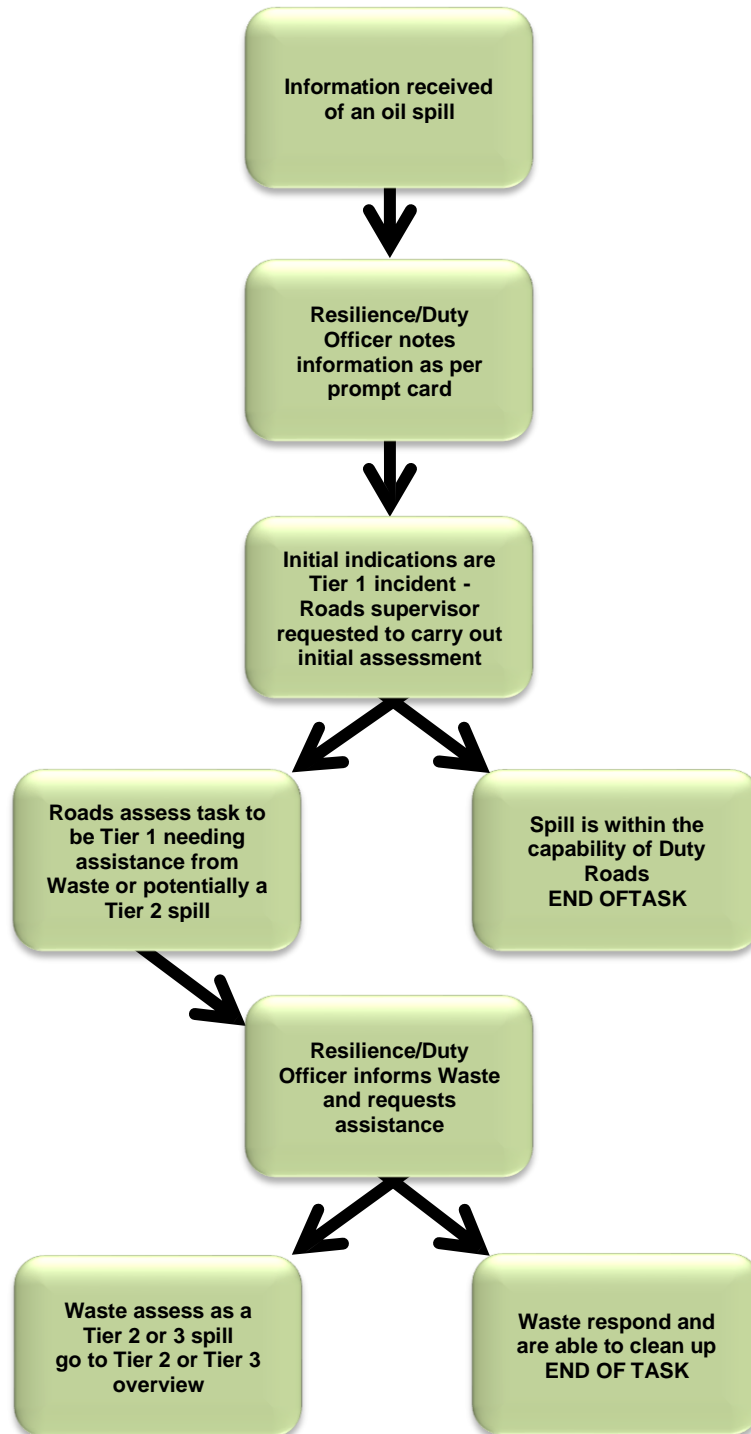 Information received
of an oil spill
Resilience/Duty
Officer notes
information as per
prompt card
Initial indications are
Tier 1 incident -
Roads supervisor
requested to carry out
initial assessment
Roads assess task to
be Tier 1 needing
assistance from
Waste or potentially a
Tier 2 spill
Spill is within the
capability of Duty
Roads
END OFTASK
Resilience/Duty
Officer informs Waste
and requests
assistance
Waste assess as a
Tier 2 or 3 spill
go to Tier 2 or Tier 3
overview
Waste respond and
are able to clean up
END OF TASK